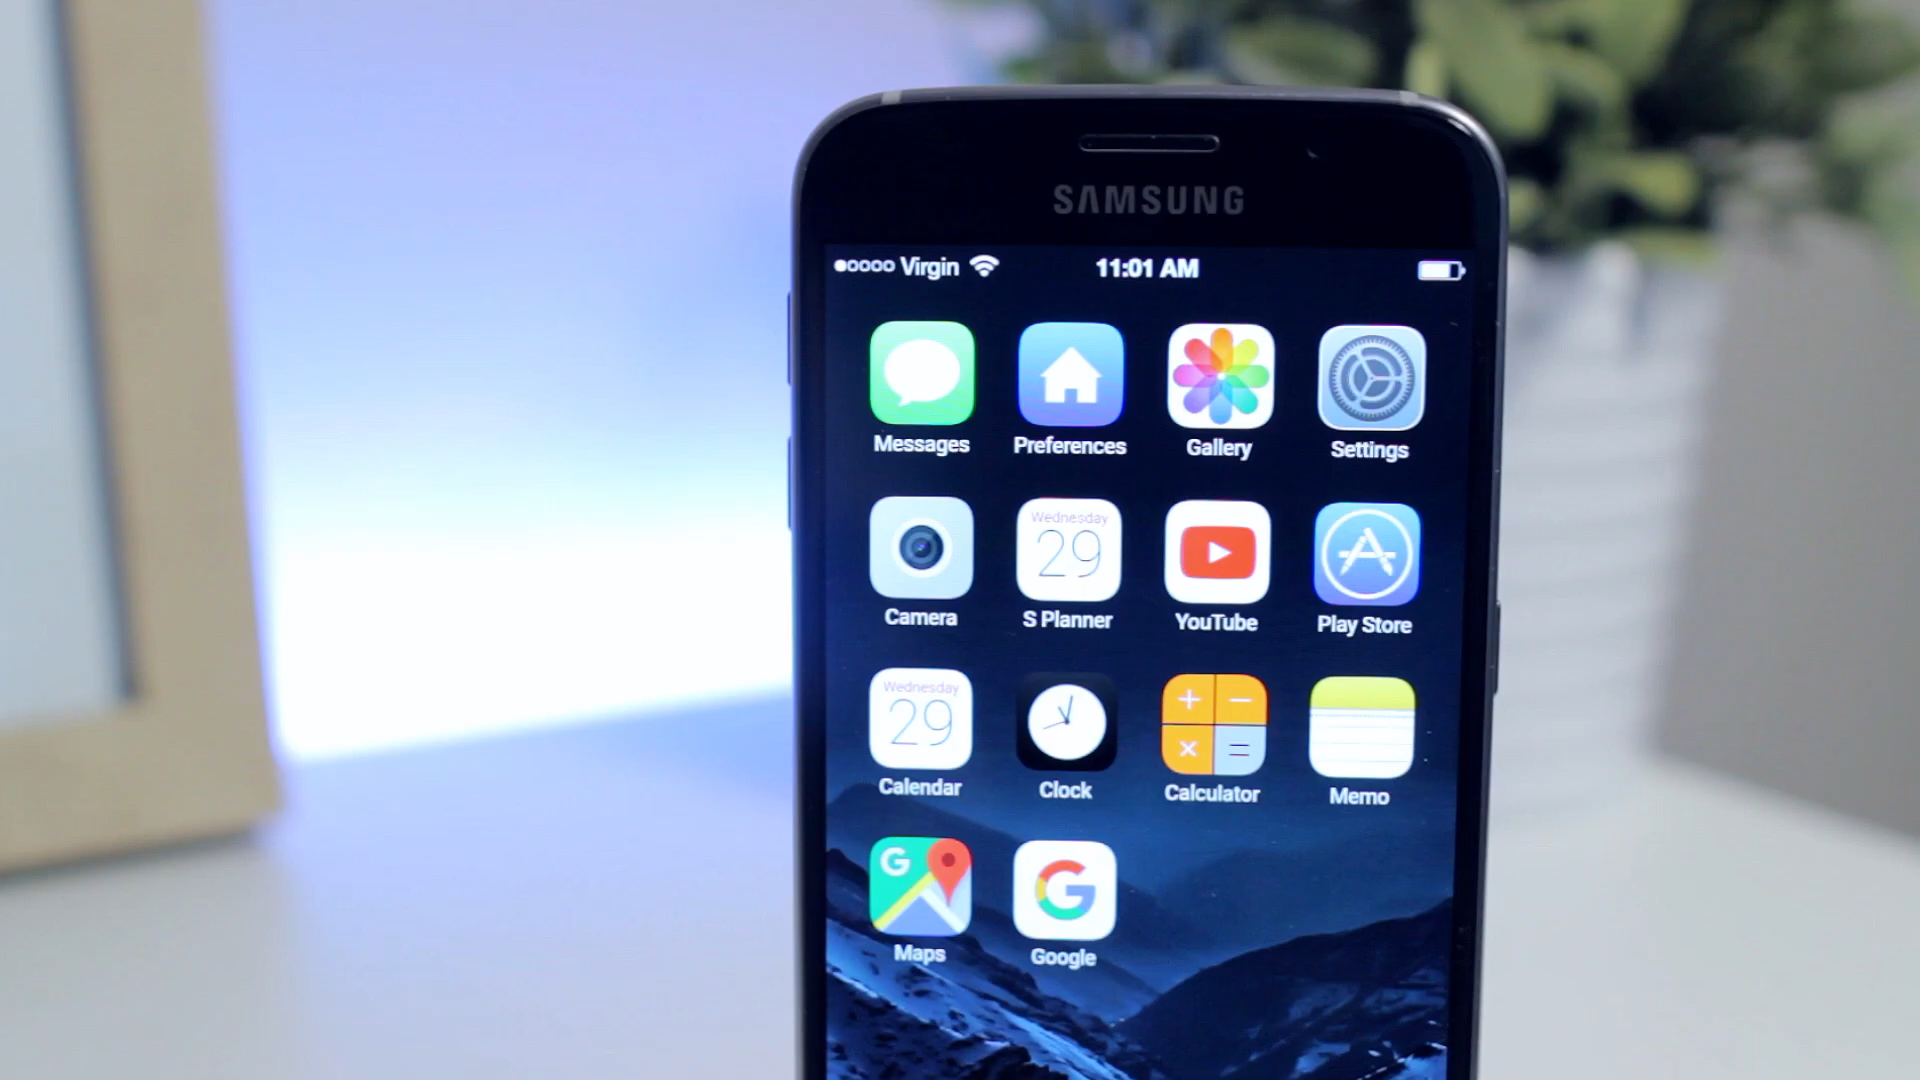 SAMSUNG
Virgin 11:01 AM
Messages Preferences Gallery Settings
Wednesday
29
Camera S Planner YouTube Play Store
Wednesday
29
Calendar Clock Calculator Memo
G G
Maps Google